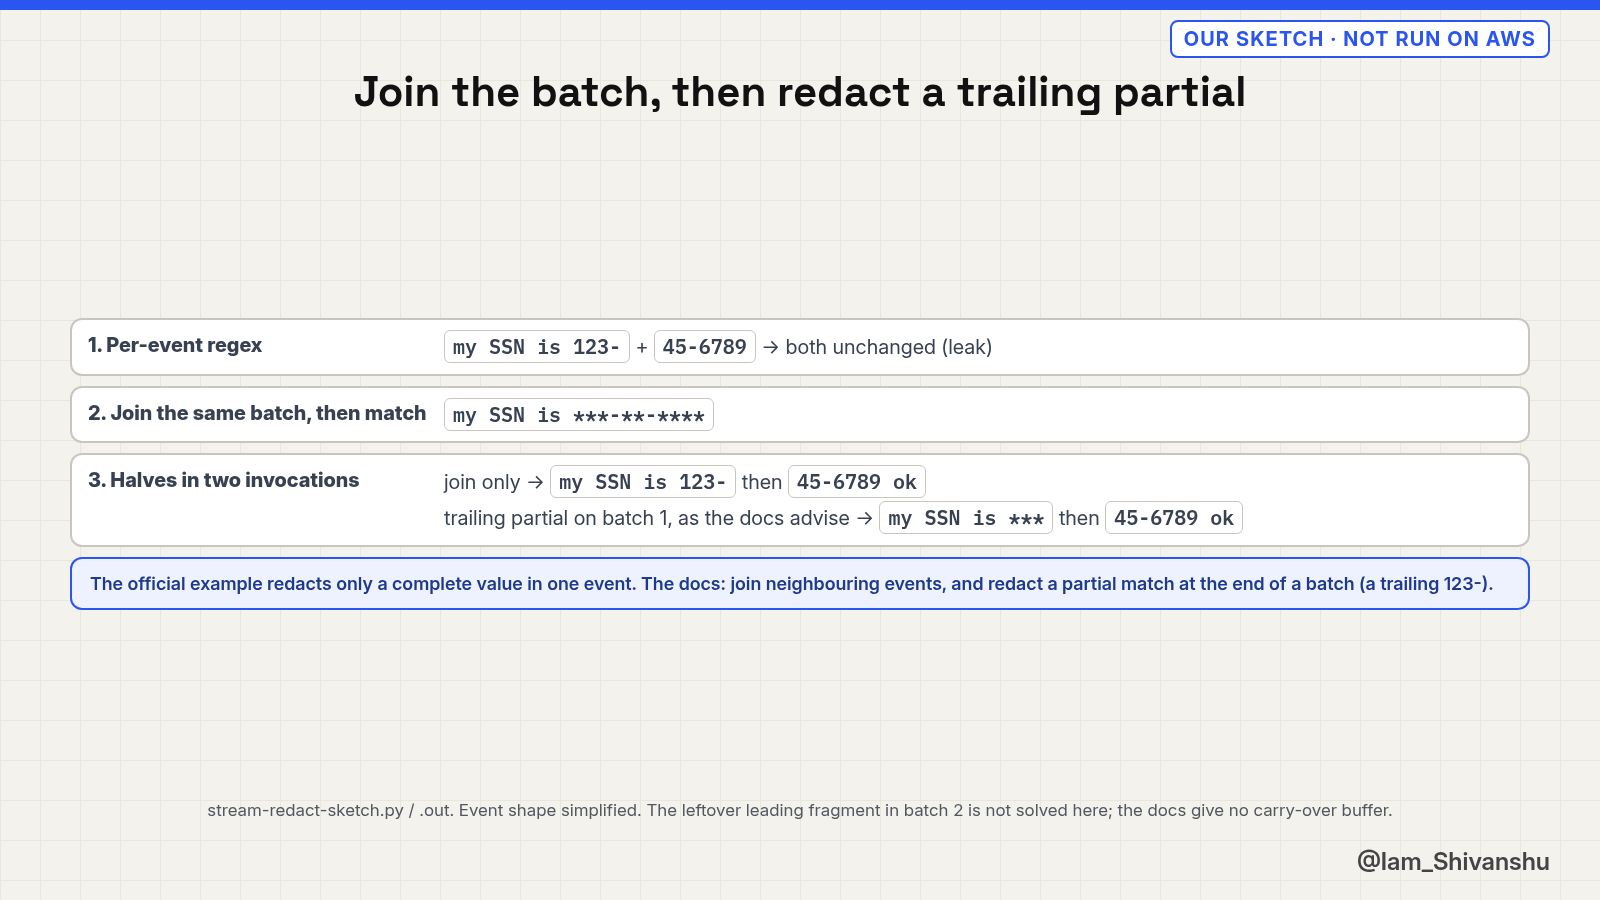 OUR SKETCH · NOT RUN ON AWS
Join the batch, then redact a trailing partial
1. Per-event regex my SSN is 123- + 45-6789 → both unchanged (leak)
2. Join the same batch, then match my SSN is ***-**-****
3. Halves in two invocations join only → my SSN is 123- then 45-6789 ok
trailing partial on batch 1, as the docs advise → my SSN is *** then 45-6789 ok
The official example redacts only a complete value in one event. The docs: join neighbouring events, and redact a partial match at the end of a batch (a trailing 123-).
stream-redact-sketch.py / .out. Event shape simplified. The leftover leading fragment in batch 2 is not solved here; the docs give no carry-over buffer.
@Iam_Shivanshu